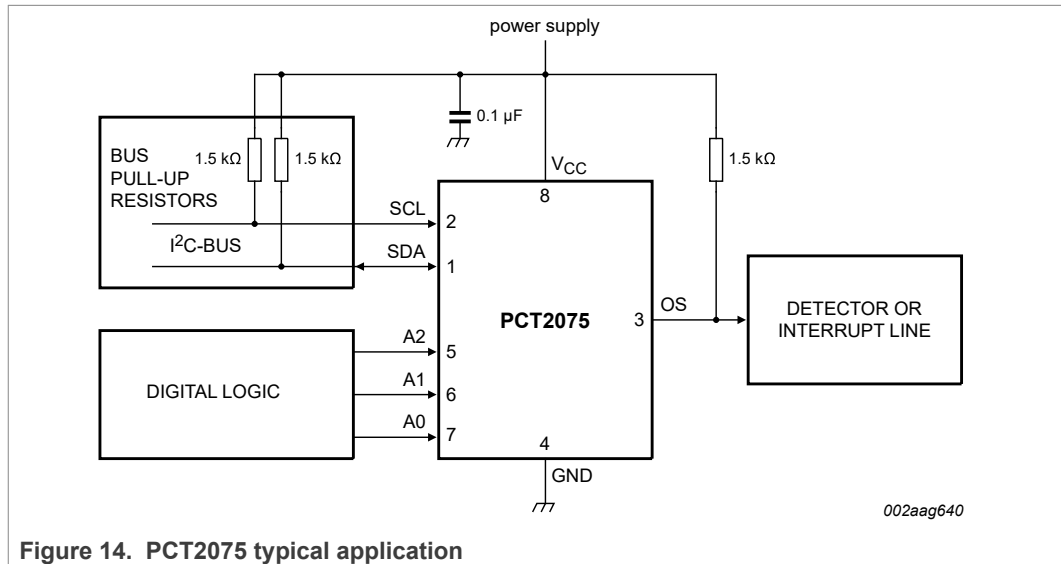 power supply
0.1 µF
BUS
PULL-UP
RESISTORS
1.5 kΩ
1.5 kΩ
1.5 kΩ
VCC
8
SCL
2
I2C-BUS
SDA
1
PCT2075
3
OS
DETECTOR OR
INTERRUPT LINE
DIGITAL LOGIC
A2
5
A1
6
A0
7
4
GND
002aag640
Figure 14. PCT2075 typical application